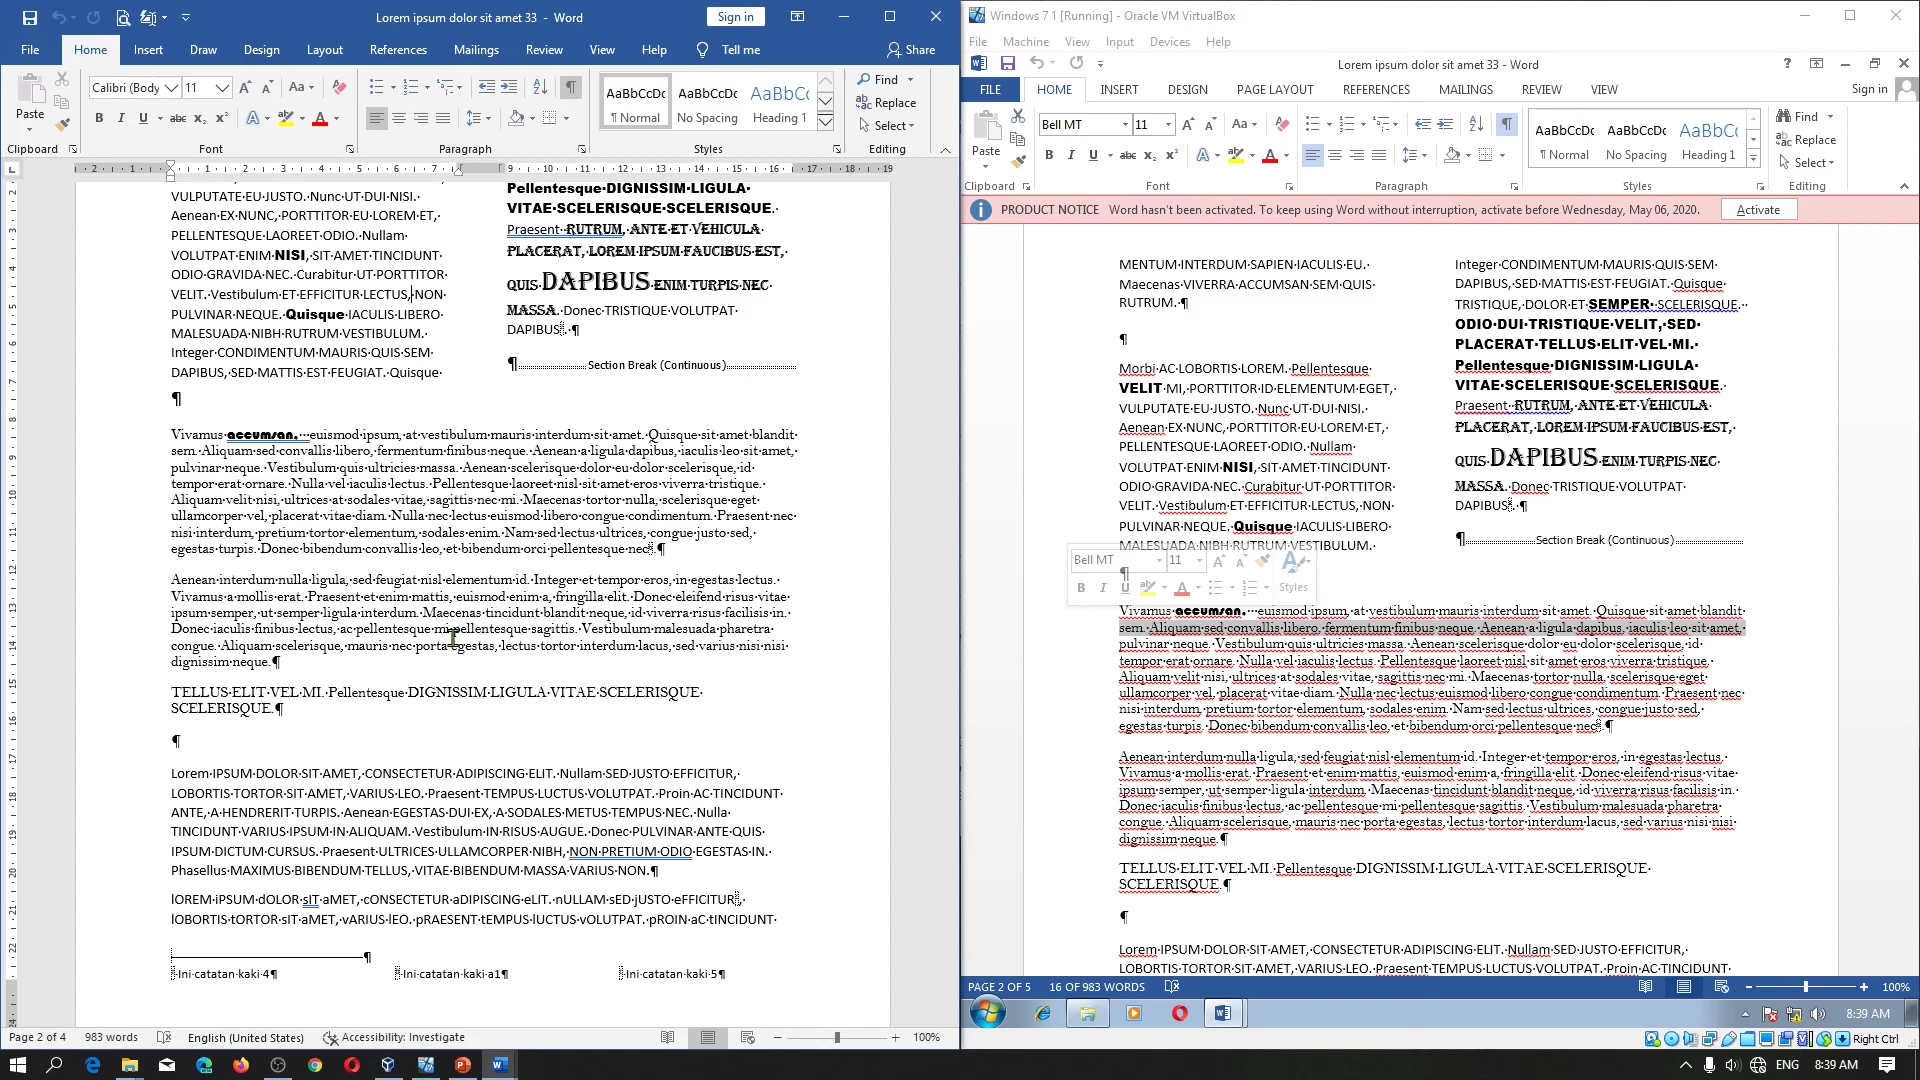 Lorem ipsum dolor sit amet 33 - Word
Sign in
File Home Insert Draw Design Layout References Mailings Review View Help Tell me Share
Paste
Calibri (Body 11
Aa
B I U abc x₂ x² A A
AaBbCcDc AaBbCcDc AaBbCc
¶ Normal No Spacing Heading 1
Find
Replace
Select
Clipboard Font Paragraph Styles Editing
2 1 1 2 3 4 5 6 7 9 10 11 12 13 14 15 16 17 18 19
VULPUTATE·EU·JUSTO.·Nunc·UT·DUI·NISI.·
Aenean·EX·NUNC,·PORTTITOR·EU·LOREM·ET,·
PELLENTESQUE·LAOREET·ODIO.·Nullam·
VOLUTPAT·ENIM·NISI,·SIT·AMET·TINCIDUNT·
ODIO·GRAVIDA·NEC.·Curabitur·UT·PORTTITOR·
VELIT.·Vestibulum·ET·EFFICITUR·LECTUS,·NON·
PULVINAR·NEQUE.·Quisque·IACULIS·LIBERO·
MALESUADA·NIBH·RUTRUM·VESTIBULUM.·
Integer·CONDIMENTUM·MAURIS·QUIS·SEM·
DAPIBUS,·SED·MATTIS·EST·FEUGIAT.·Quisque·
Pellentesque·DIGNISSIM·LIGULA·
VITAE·SCELERISQUE·SCELERISQUE.·
Praesent··RUTRUM,·ANTE·ET·VEHICULA·
PLACERAT,·LOREM·IPSUM·FAUCIBUS·EST,·
QUIS·DAPIBUS·ENIM·TURPIS·NEC·
MASSA.·Donec·TRISTIQUE·VOLUTPAT·
DAPIBUS.·¶
¶ Section Break (Continuous)
¶
Vivamus·accumsan,···euismod·ipsum,·at·vestibulum·mauris·interdum·sit·amet.·Quisque·sit·amet·blandit·
sem.·Aliquam·sed·convallis·libero,·fermentum·finibus·neque.·Aenean·a·ligula·dapibus,·iaculis·leo·sit·amet,·
pulvinar·neque.·Vestibulum·quis·ultricies·massa.·Aenean·scelerisque·dolor·eu·dolor·scelerisque,·id·
tempor·erat·ornare.·Nulla·vel·iaculis·lectus.·Pellentesque·laoreet·nisl·sit·amet·eros·viverra·tristique.·
Aliquam·velit·nisi,·ultrices·at·sodales·vitae,·sagittis·nec·mi.·Maecenas·tortor·nulla,·scelerisque·eget·
ullamcorper·vel,·placerat·vitae·diam.·Nulla·nec·lectus·euismod·libero·congue·condimentum.·Praesent·nec·
nisi·interdum,·pretium·tortor·elementum,·sodales·enim.·Nam·sed·lectus·ultrices,·congue·justo·sed,·
egestas·turpis.·Donec·bibendum·convallis·leo,·et·bibendum·orci·pellentesque·nec.¶
Aenean·interdum·nulla·ligula,·sed·feugiat·nisl·elementum·id.·Integer·et·tempor·eros,·in·egestas·lectus.·
Vivamus·a·mollis·erat.·Praesent·et·enim·mattis,·euismod·enim·a,·fringilla·elit.·Donec·eleifend·risus·vitae·
ipsum·semper,·ut·semper·ligula·interdum.·Maecenas·tincidunt·blandit·neque,·id·viverra·risus·facilisis·in.·
Donec·iaculis·finibus·lectus,·ac·pellentesque·mi·pellentesque·sagittis.·Vestibulum·malesuada·pharetra·
congue.·Aliquam·scelerisque,·mauris·nec·porta·egestas,·lectus·tortor·interdum·lacus,·sed·varius·nisi·nisi·
dignissim·neque.¶
TELLUS·ELIT·VEL·MI.·Pellentesque·DIGNISSIM·LIGULA·VITAE·SCELERISQUE·
SCELERISQUE.¶
¶
Lorem·IPSUM·DOLOR·SIT·AMET,·CONSECTETUR·ADIPISCING·ELIT.·Nullam·SED·JUSTO·EFFICITUR,·
LOBORTIS·TORTOR·SIT·AMET,·VARIUS·LEO.·Praesent·TEMPUS·LUCTUS·VOLUTPAT.·Proin·AC·TINCIDUNT·
ANTE,·A·HENDRERIT·TURPIS.·Aenean·EGESTAS·DUI·EX,·A·SODALES·METUS·TEMPUS·NEC.·Nulla·
TINCIDUNT·VARIUS·IPSUM·IN·ALIQUAM.·Vestibulum·IN·RISUS·AUGUE.·Donec·PULVINAR·ANTE·QUIS·
IPSUM·DICTUM·CURSUS.·Praesent·ULTRICES·ULLAMCORPER·NIBH,·NON·PRETIUM·ODIO·EGESTAS·IN.·
Phasellus·MAXIMUS·BIBENDUM·TELLUS,·VITAE·BIBENDUM·MASSA·VARIUS·NON.¶
lOREM·iPSUM·dOLOR·sIT·aMET,·cONSECTETUR·aDIPISCING·eLIT.·nULLAM·sED·jUSTO·eFFICITUR,·
lOBORTIS·tORTOR·sIT·aMET,·vARIUS·lEO.·pRAESENT·tEMPUS·lUCTUS·vOLUTPAT.·pROIN·aC·tINCIDUNT·
¶
·Ini·catatan·kaki·4¶ ·Ini·catatan·kaki·a1¶ ·Ini·catatan·kaki·5¶
Page 2 of 4 983 words English (United States) Accessibility: Investigate 100%
Windows 7 1 [Running] - Oracle VM VirtualBox
File Machine View Input Devices Help
Lorem ipsum dolor sit amet 33 - Word
FILE HOME INSERT DESIGN PAGE LAYOUT REFERENCES MAILINGS REVIEW VIEW Sign in
Paste
Bell MT 11
Aa
B I U abc x₂ x² A A
AaBbCcDc AaBbCcDc AaBbCc
¶ Normal No Spacing Heading 1
Find
Replace
Select
Clipboard Font Paragraph Styles Editing
PRODUCT NOTICE Word hasn't been activated. To keep using Word without interruption, activate before Wednesday, May 06, 2020. Activate
MENTUM·INTERDUM·SAPIEN·IACULIS·EU.·
Maecenas·VIVERRA·ACCUMSAN·SEM·QUIS·
RUTRUM.·¶
¶
Morbi·AC·LOBORTIS·LOREM.·Pellentesque·
VELIT·MI,·PORTTITOR·ID·ELEMENTUM·EGET,·
VULPUTATE·EU·JUSTO.·Nunc·UT·DUI·NISI.·
Aenean·EX·NUNC,·PORTTITOR·EU·LOREM·ET,·
PELLENTESQUE·LAOREET·ODIO.·Nullam·
VOLUTPAT·ENIM·NISI,·SIT·AMET·TINCIDUNT·
ODIO·GRAVIDA·NEC.·Curabitur·UT·PORTTITOR·
VELIT.·Vestibulum·ET·EFFICITUR·LECTUS,·NON·
PULVINAR·NEQUE.·Quisque·IACULIS·LIBERO·
MALESUADA·NIBH·RUTRUM·VESTIBULUM.·
Integer·CONDIMENTUM·MAURIS·QUIS·SEM·
DAPIBUS,·SED·MATTIS·EST·FEUGIAT.·Quisque·
TRISTIQUE,·DOLOR·ET·SEMPER··SCELERISQUE.··
ODIO·DUI·TRISTIQUE·VELIT,·SED·
PLACERAT·TELLUS·ELIT·VEL·MI.·
Pellentesque·DIGNISSIM·LIGULA·
VITAE·SCELERISQUE·SCELERISQUE.·
Praesent··RUTRUM,·ANTE·ET·VEHICULA·
PLACERAT,·LOREM·IPSUM·FAUCIBUS·EST,·
QUIS·DAPIBUS·ENIM·TURPIS·NEC·
MASSA.·Donec·TRISTIQUE·VOLUTPAT·
DAPIBUS.·¶
¶ Section Break (Continuous)
Bell MT 11
¶
B I U A Styles
Vivamus·accumsan,···euismod·ipsum,·at·vestibulum·mauris·interdum·sit·amet.·Quisque·sit·amet·blandit·
sem.·Aliquam·sed·convallis·libero,·fermentum·finibus·neque.·Aenean·a·ligula·dapibus,·iaculis·leo·sit·amet,·
pulvinar·neque.·Vestibulum·quis·ultricies·massa.·Aenean·scelerisque·dolor·eu·dolor·scelerisque,·id·
tempor·erat·ornare.·Nulla·vel·iaculis·lectus.·Pellentesque·laoreet·nisl·sit·amet·eros·viverra·tristique.·
Aliquam·velit·nisi,·ultrices·at·sodales·vitae,·sagittis·nec·mi.·Maecenas·tortor·nulla,·scelerisque·eget·
ullamcorper·vel,·placerat·vitae·diam.·Nulla·nec·lectus·euismod·libero·congue·condimentum.·Praesent·nec·
nisi·interdum,·pretium·tortor·elementum,·sodales·enim.·Nam·sed·lectus·ultrices,·congue·justo·sed,·
egestas·turpis.·Donec·bibendum·convallis·leo,·et·bibendum·orci·pellentesque·nec.¶
Aenean·interdum·nulla·ligula,·sed·feugiat·nisl·elementum·id.·Integer·et·tempor·eros,·in·egestas·lectus.·
Vivamus·a·mollis·erat.·Praesent·et·enim·mattis,·euismod·enim·a,·fringilla·elit.·Donec·eleifend·risus·vitae·
ipsum·semper,·ut·semper·ligula·interdum.·Maecenas·tincidunt·blandit·neque,·id·viverra·risus·facilisis·in.·
Donec·iaculis·finibus·lectus,·ac·pellentesque·mi·pellentesque·sagittis.·Vestibulum·malesuada·pharetra·
congue.·Aliquam·scelerisque,·mauris·nec·porta·egestas,·lectus·tortor·interdum·lacus,·sed·varius·nisi·nisi·
dignissim·neque.¶
TELLUS·ELIT·VEL·MI.·Pellentesque·DIGNISSIM·LIGULA·VITAE·SCELERISQUE·
SCELERISQUE.¶
¶
Lorem·IPSUM·DOLOR·SIT·AMET,·CONSECTETUR·ADIPISCING·ELIT.·Nullam·SED·JUSTO·EFFICITUR,·
LOBORTIS·TORTOR·SIT·AMET,·VARIUS·LEO.·Praesent·TEMPUS·LUCTUS·VOLUTPAT.·Proin·AC·TINCIDUNT·
PAGE 2 OF 5 16 OF 983 WORDS 100%
8:39 AM
Right Ctrl
ENG 8:39 AM